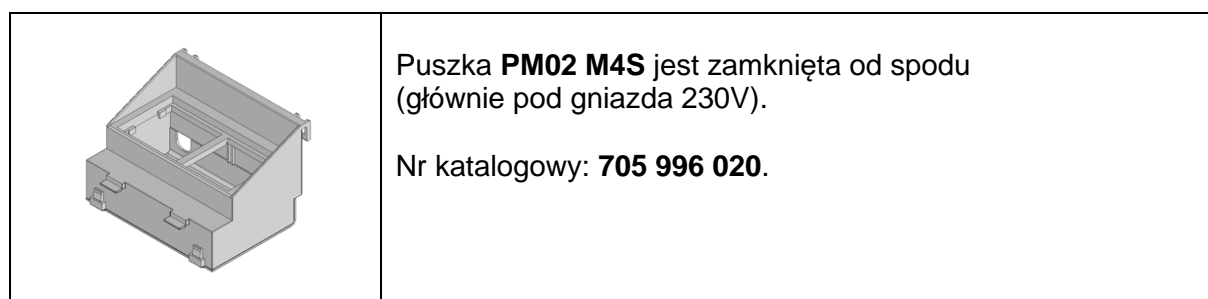 Puszka PM02 M4S jest zamknięta od spodu
(głównie pod gniazda 230V).
Nr katalogowy: 705 996 020.